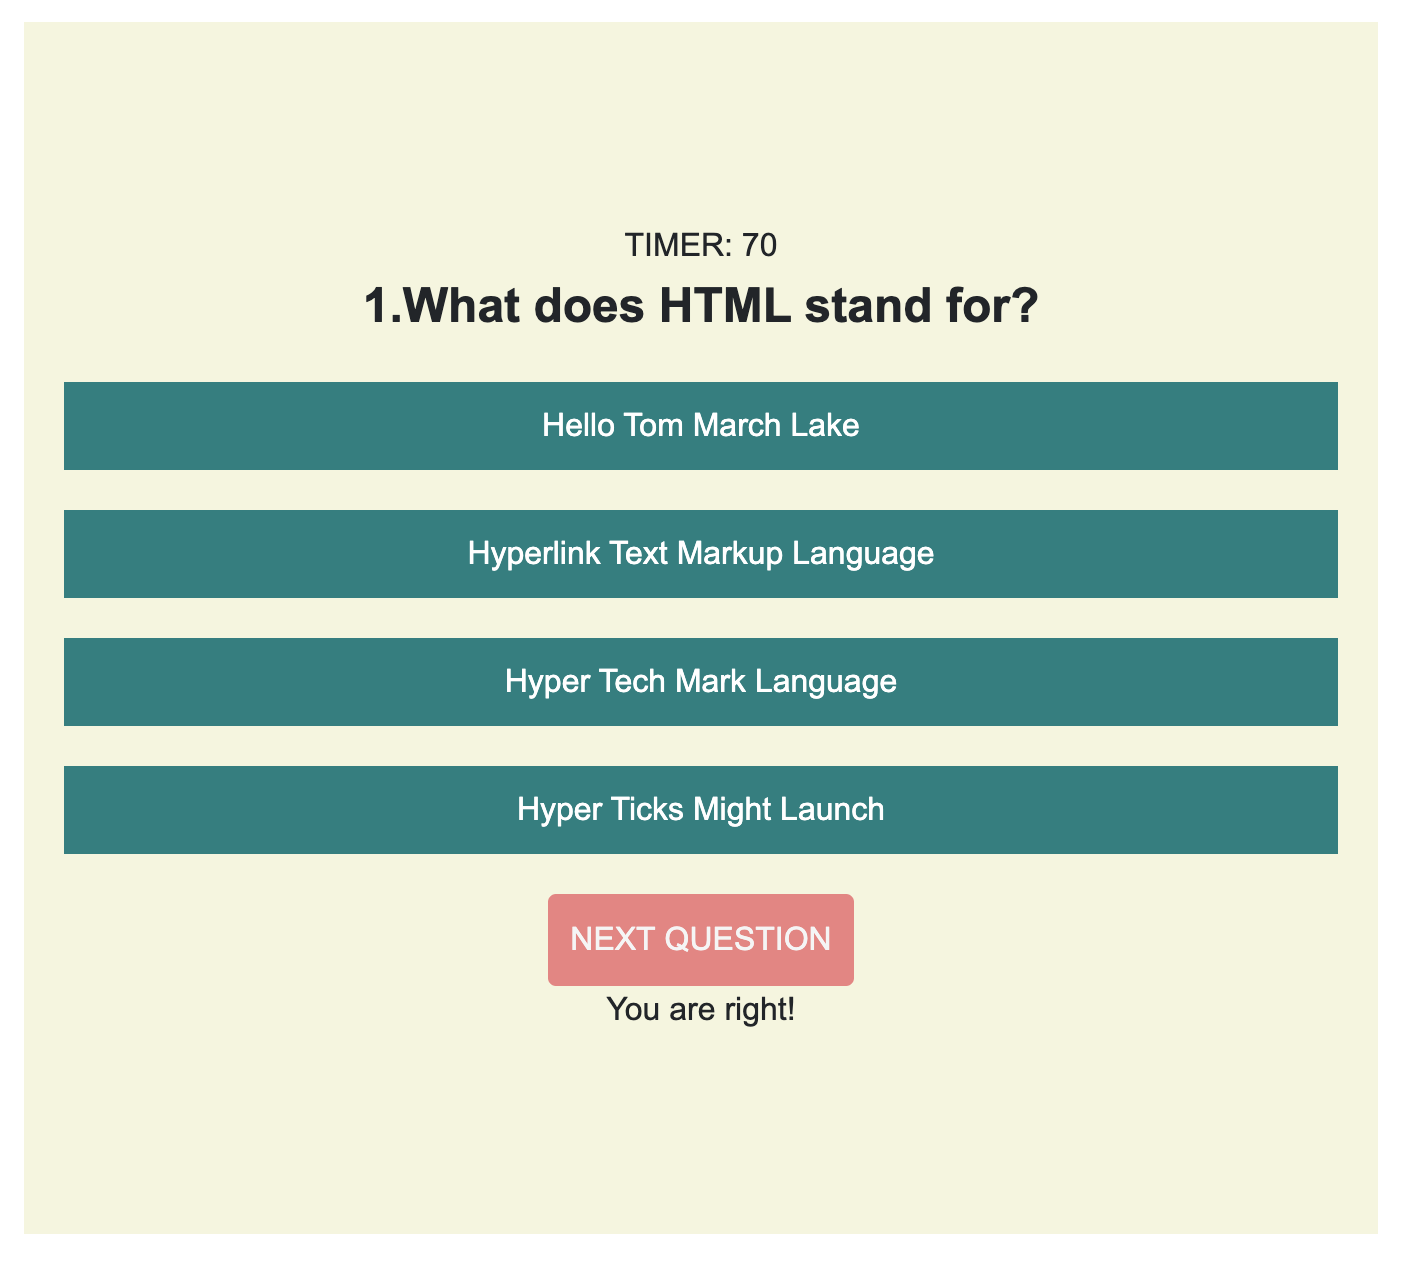 TIMER: 70
1.What does HTML stand for?
Hello Tom March Lake
Hyperlink Text Markup Language
Hyper Tech Mark Language
Hyper Ticks Might Launch
NEXT QUESTION
You are right!